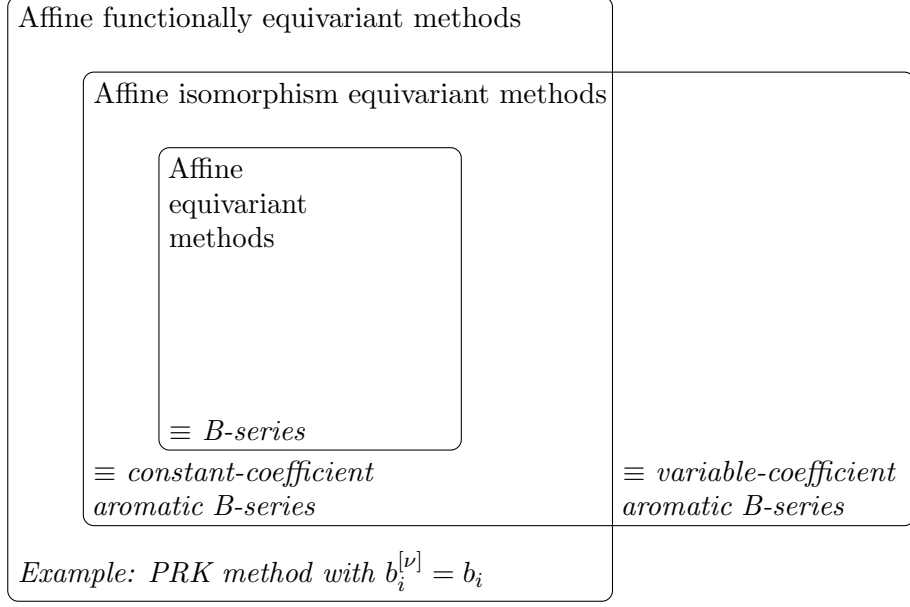 Affine functionally equivariant methods
Affine isomorphism equivariant methods
Affine
equivariant
methods
≡ B-series
≡ constant-coefficient
aromatic B-series
≡ variable-coefficient
aromatic B-series
Example: PRK method with $b_i^{[\nu]} = b_i$